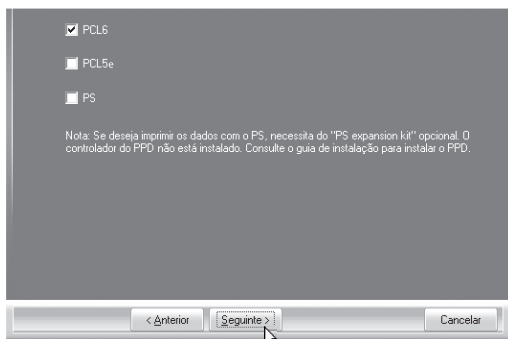 PCL6
PCL5e
PS
Nota: Se deseja imprimir os dados com o PS, necessita do "PS expansion kit" opcional. O
controlador do PPD não está instalado. Consulte o guia de instalação para instalar o PPD.
< Anterior Seguinte > Cancelar